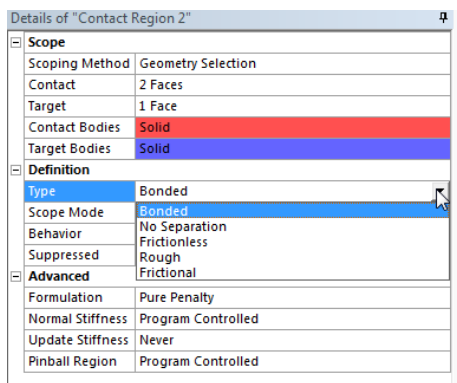 Details of "Contact Region 2"
Scope
Scoping Method Geometry Selection
Contact 2 Faces
Target 1 Face
Contact Bodies Solid
Target Bodies Solid
Definition
Type Bonded
Scope Mode Bonded
No Separation
Behavior Frictionless
Rough
Suppressed Frictional
Advanced
Formulation Pure Penalty
Normal Stiffness Program Controlled
Update Stiffness Never
Pinball Region Program Controlled